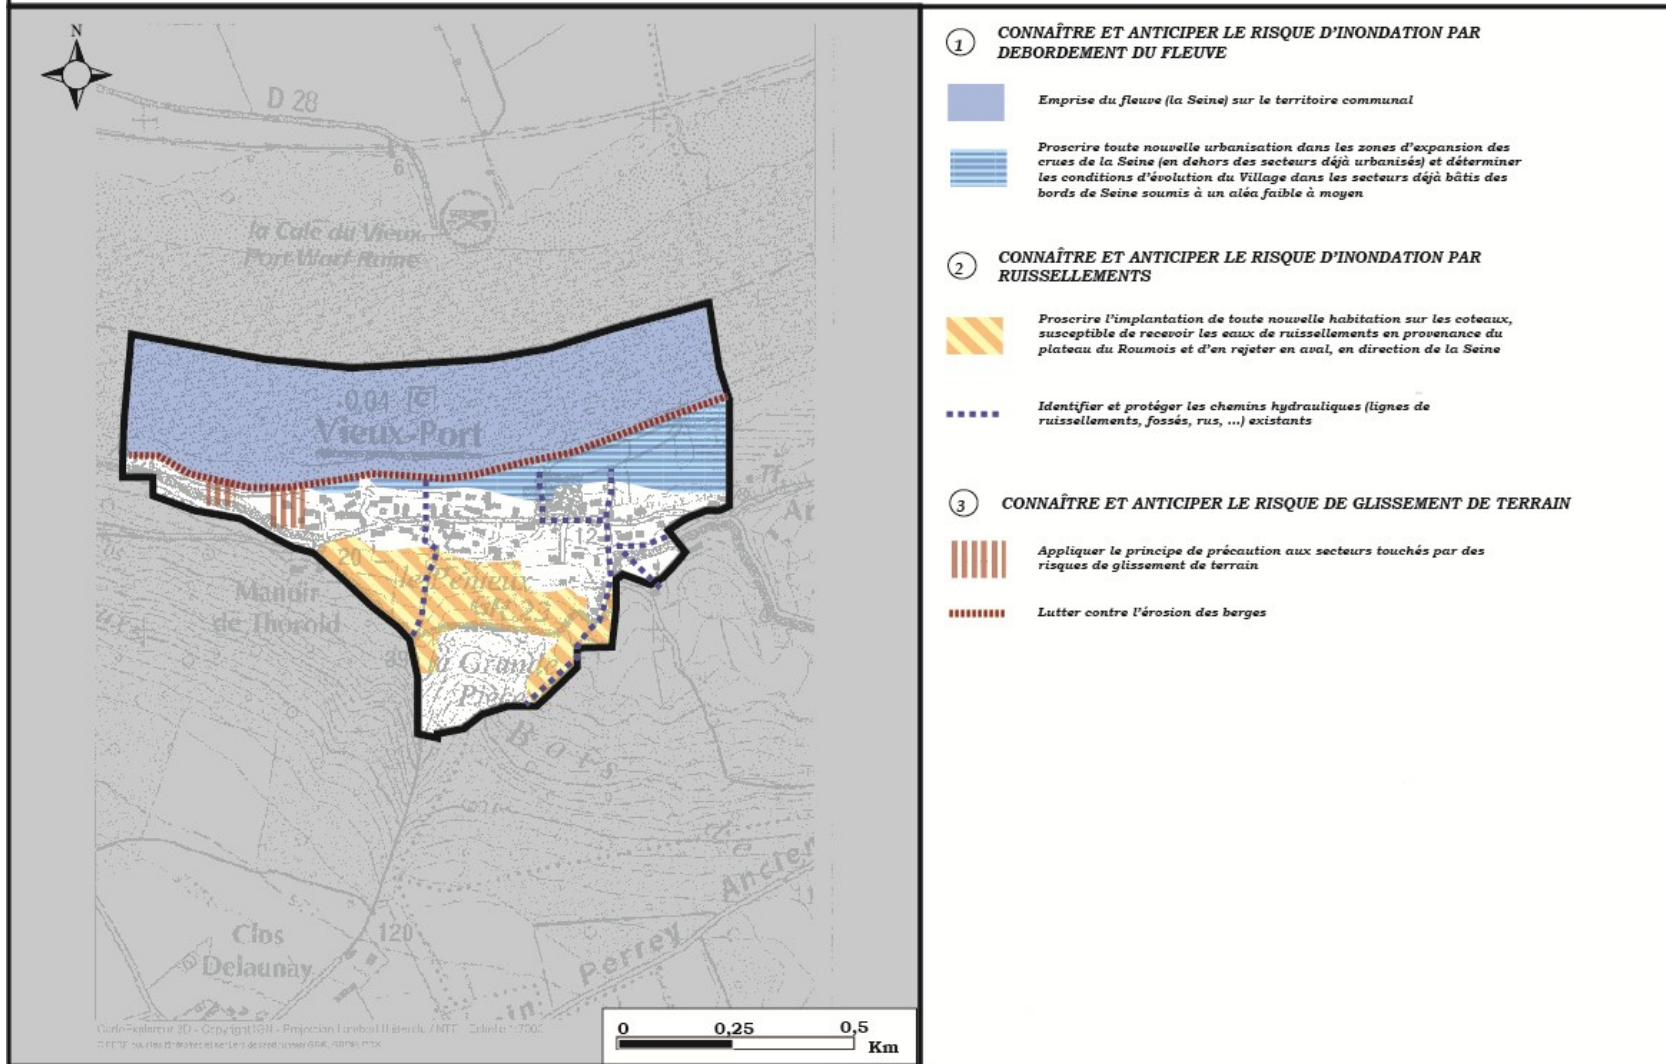 N
D 28
6
la Cale du Vieux
Port Wart Raine
0,04
Vieux-Port
12
20
le Pénieux
23
Manoir
de Thorold
39
la Grande
Pièce
Bois
Ancien
Perrey
Clos
Delaunay
120
0 0,25 0,5
Km
1 CONNAÎTRE ET ANTICIPER LE RISQUE D'INONDATION PAR
DEBORDEMENT DU FLEUVE
Emprise du fleuve (la Seine) sur le territoire communal
Proscrire toute nouvelle urbanisation dans les zones d'expansion des
crues de la Seine (en dehors des secteurs déjà urbanisés) et déterminer
les conditions d'évolution du Village dans les secteurs déjà bâtis des
bords de Seine soumis à un aléa faible à moyen
2 CONNAÎTRE ET ANTICIPER LE RISQUE D'INONDATION PAR
RUISSELLEMENTS
Proscrire l'implantation de toute nouvelle habitation sur les coteaux,
susceptible de recevoir les eaux de ruissellements en provenance du
plateau du Roumois et d'en rejeter en aval, en direction de la Seine
Identifier et protéger les chemins hydrauliques (lignes de
ruissellements, fossés, rus, ...) existants
3 CONNAÎTRE ET ANTICIPER LE RISQUE DE GLISSEMENT DE TERRAIN
Appliquer le principe de précaution aux secteurs touchés par des
risques de glissement de terrain
Lutter contre l'érosion des berges